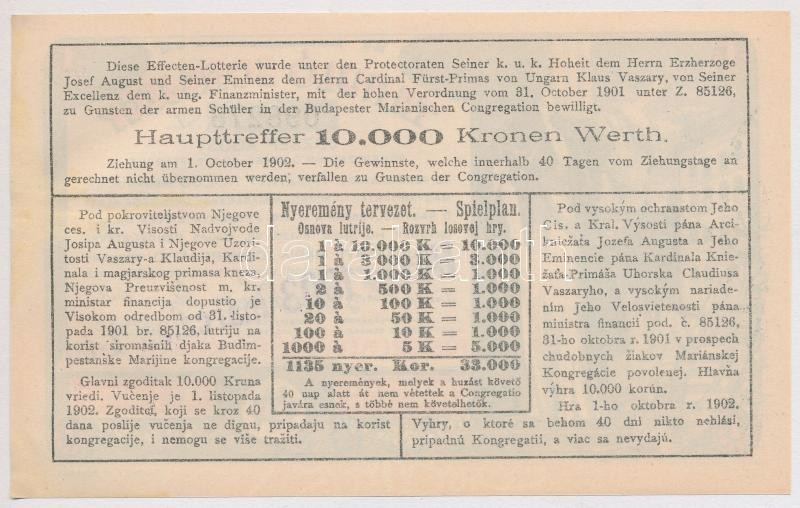 Diese Effecten-Lotterie wurde unter den Protectoraten Seiner k. u. k. Hoheit dem Herrn Erzherzoge
Josef August und Seiner Eminenz dem Herrn Cardinal Fürst-Primas von Ungarn Klaus Vaszary, von Seiner
Excellenz dem k. ung. Finanzminister, mit der hohen Verordnung vom 31. October 1901 unter Z. 85126,
zu Gunsten der armen Schüler in der Budapester Marianischen Congregation bewilligt.
Haupttreffer 10.000 Kronen Werth.
Ziehung am 1. October 1902. — Die Gewinnste, welche innerhalb 40 Tagen vom Ziehungstage an
gerechnet nicht übernommen werden, verfallen zu Gunsten der Congregation.
Pod pokroviteljstvom Njegove
ces. i kr. Visosti Nadvojvode
Josipa Augusta i Njegove Uzori-
tosti Vaszary-a Klaudija, Kardi-
nala i magjarskog primasa kneza,
Njegova Preuzvišenost m. kr.
ministar financija dopustio je
Visokom odredbom od 31. listo-
pada 1901 br. 85126, lutriju na
korist siromašnih djaka Budim-
peštanske Marijine kongregacije.
Glavni zgoditak 10.000 Kruna
vriedi. Vučenje je 1. listopada
1902. Zgoditci, koji se kroz 40
dana poslije vučenja ne dignu, pripadaju na korist
kongregacije, i nemogu se više tražiti.
Nyeremény tervezet. — Spielplan.
Osnova lutrije. — Rozvrh losovej hry.
1 à 10.000 K = 10.000
1 à 3.000 K = 3.000
1 à 1.000 K = 1.000
2 à 500 K = 1.000
10 à 100 K = 1.000
20 à 50 K = 1.000
100 à 10 K = 1.000
1000 à 5 K = 5.000
1135 nyer. Kor. 33.000
A nyeremények, melyek a huzást követő
40 nap alatt át nem vétettek a Congregatio
javára esnek, s többé nem követelhetők.
Pod vysokým ochranstom Jeho
Cis. a Kral. Výsosti pána Arci-
bniežaťa Jozefa Augusta a Jeho
Eminencie pána Kardinala Knie-
žaťa-Primáša Uhorska Claudiusa
Vaszaryho, a vysokým nariade-
ním Jeho Velosvietenosti pána
ministra financií pod. č. 85126,
31-ho oktobra r. 1901 v prospech
chudobných žiakov Mariánskej
Kongregácie povolenej. Hlavňa
výhra 10.000 korún.
Hra 1-ho oktobra r. 1902.
Vyhry, o ktoré sa behom 40 dní nikto nehlási,
pripadnú Kongregatii, a viac sa nevydajú.